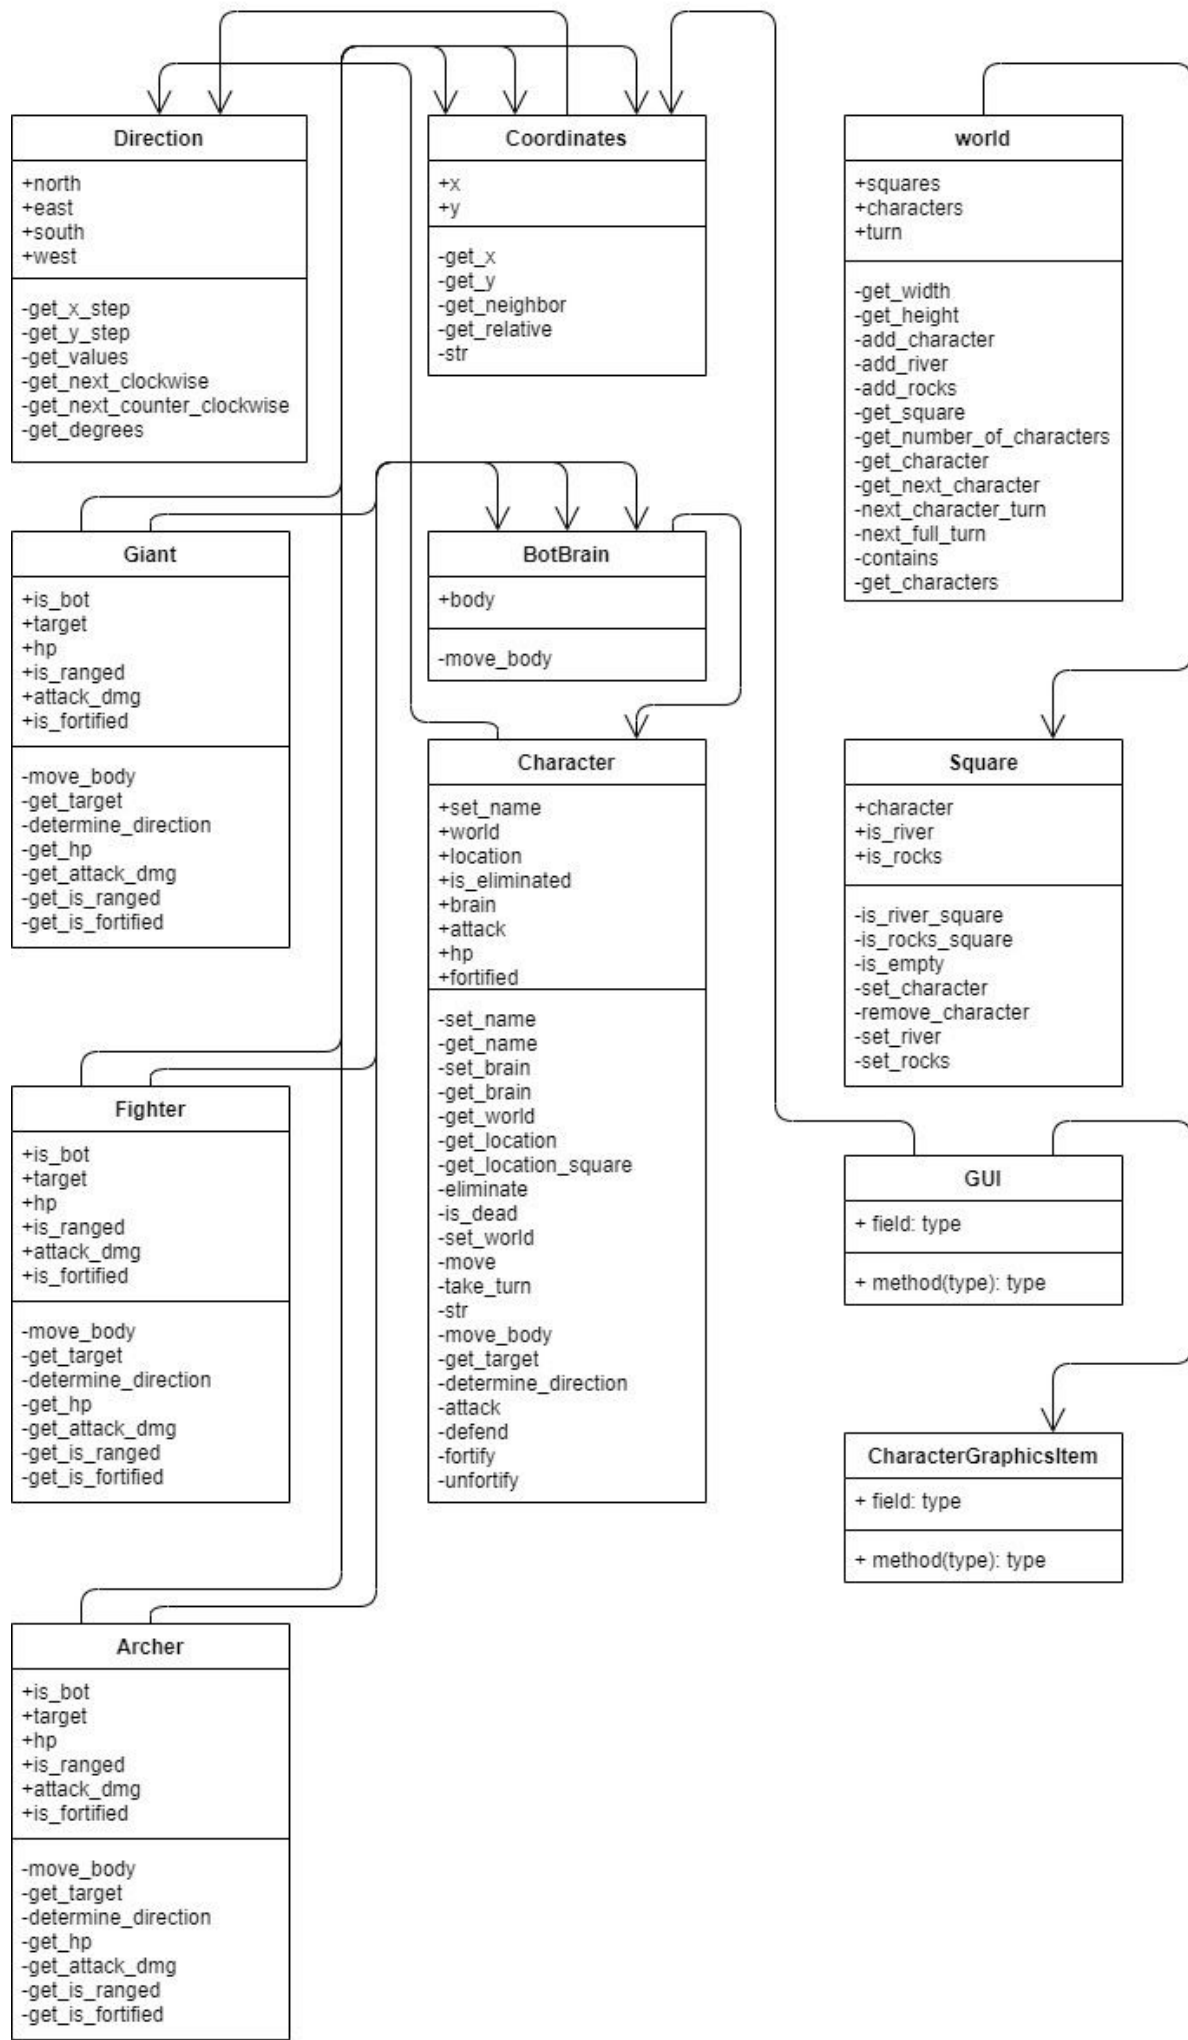 Direction
+north
+east
+south
+west
-get_x_step
-get_y_step
-get_values
-get_next_clockwise
-get_next_counter_clockwise
-get_degrees
Coordinates
+x
+y
-get_x
-get_y
-get_neighbor
-get_relative
-str
world
+squares
+characters
+turn
-get_width
-get_height
-add_character
-add_river
-add_rocks
-get_square
-get_number_of_characters
-get_character
-get_next_character
-next_character_turn
-next_full_turn
-contains
-get_characters
Giant
+is_bot
+target
+hp
+is_ranged
+attack_dmg
+is_fortified
-move_body
-get_target
-determine_direction
-get_hp
-get_attack_dmg
-get_is_ranged
-get_is_fortified
BotBrain
+body
-move_body
Character
+set_name
+world
+location
+is_eliminated
+brain
+attack
+hp
+fortified
-set_name
-get_name
-set_brain
-get_brain
-get_world
-get_location
-get_location_square
-eliminate
-is_dead
-set_world
-move
-take_turn
-str
-move_body
-get_target
-determine_direction
-attack
-defend
-fortify
-unfortify
Square
+character
+is_river
+is_rocks
-is_river_square
-is_rocks_square
-is_empty
-set_character
-remove_character
-set_river
-set_rocks
Fighter
+is_bot
+target
+hp
+is_ranged
+attack_dmg
+is_fortified
-move_body
-get_target
-determine_direction
-get_hp
-get_attack_dmg
-get_is_ranged
-get_is_fortified
GUI
+ field: type
+ method(type): type
CharacterGraphicsItem
+ field: type
+ method(type): type
Archer
+is_bot
+target
+hp
+is_ranged
+attack_dmg
+is_fortified
-move_body
-get_target
-determine_direction
-get_hp
-get_attack_dmg
-get_is_ranged
-get_is_fortified